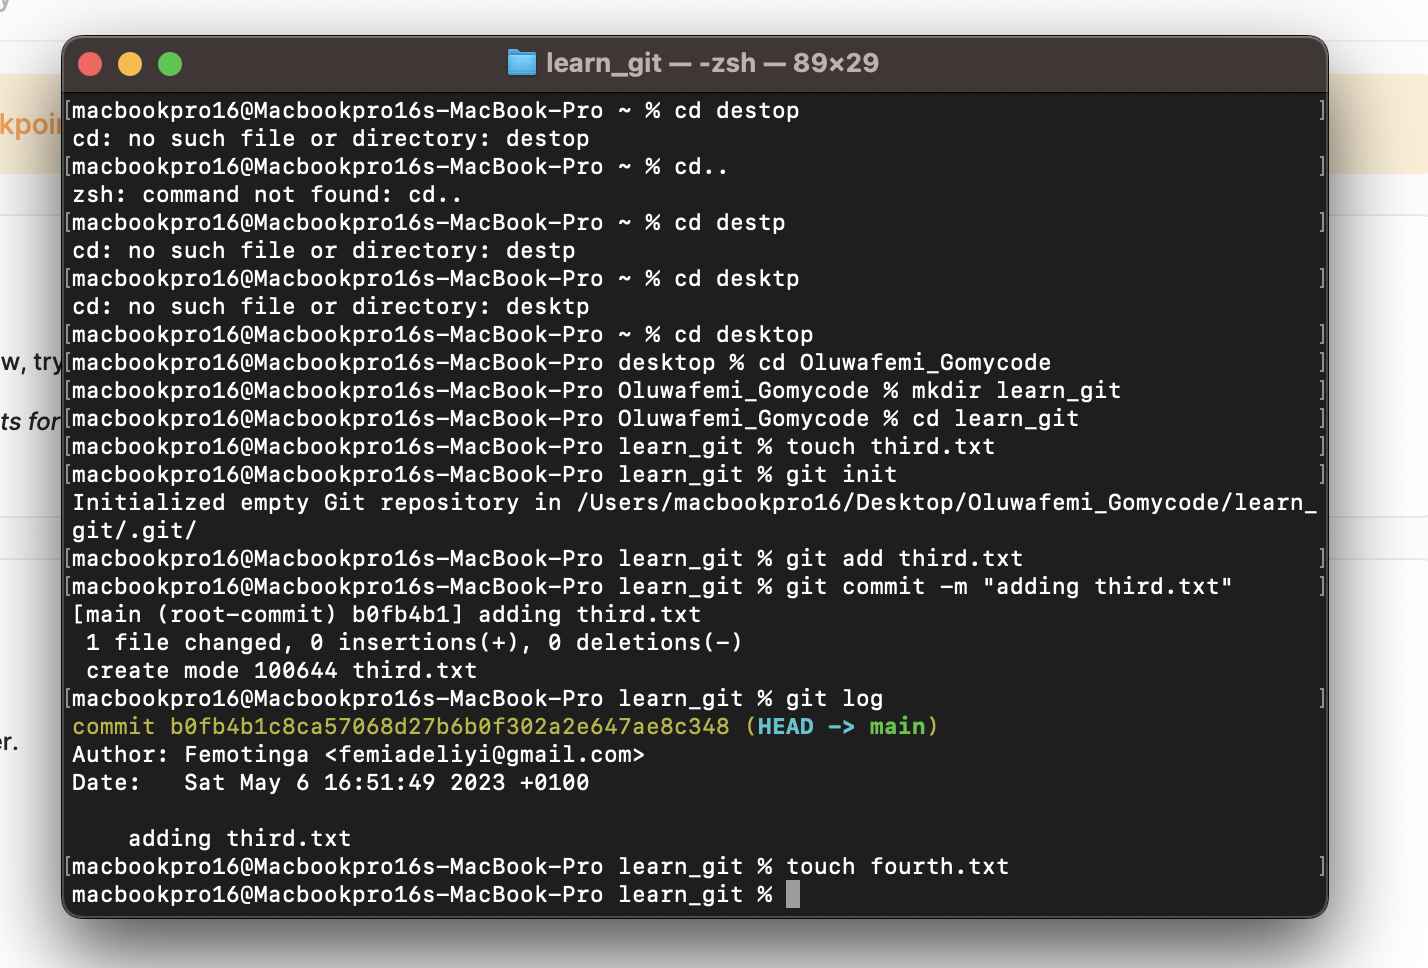 y
learn_git — -zsh — 89×29
[macbookpro16@Macbookpro16s-MacBook-Pro ~ % cd destop ]
cd: no such file or directory: destop
[macbookpro16@Macbookpro16s-MacBook-Pro ~ % cd.. ]
zsh: command not found: cd..
[macbookpro16@Macbookpro16s-MacBook-Pro ~ % cd destp ]
cd: no such file or directory: destp
[macbookpro16@Macbookpro16s-MacBook-Pro ~ % cd desktp ]
cd: no such file or directory: desktp
[macbookpro16@Macbookpro16s-MacBook-Pro ~ % cd desktop ]
[macbookpro16@Macbookpro16s-MacBook-Pro desktop % cd Oluwafemi_Gomycode ]
[macbookpro16@Macbookpro16s-MacBook-Pro Oluwafemi_Gomycode % mkdir learn_git ]
[macbookpro16@Macbookpro16s-MacBook-Pro Oluwafemi_Gomycode % cd learn_git ]
[macbookpro16@Macbookpro16s-MacBook-Pro learn_git % touch third.txt ]
[macbookpro16@Macbookpro16s-MacBook-Pro learn_git % git init ]
Initialized empty Git repository in /Users/macbookpro16/Desktop/Oluwafemi_Gomycode/learn_
git/.git/
[macbookpro16@Macbookpro16s-MacBook-Pro learn_git % git add third.txt ]
[macbookpro16@Macbookpro16s-MacBook-Pro learn_git % git commit -m "adding third.txt" ]
[main (root-commit) b0fb4b1] adding third.txt
 1 file changed, 0 insertions(+), 0 deletions(-)
 create mode 100644 third.txt
[macbookpro16@Macbookpro16s-MacBook-Pro learn_git % git log ]
commit b0fb4b1c8ca57068d27b6b0f302a2e647ae8c348 (HEAD -> main)
Author: Femotinga <femiadeliyi@gmail.com>
Date:   Sat May 6 16:51:49 2023 +0100

    adding third.txt
[macbookpro16@Macbookpro16s-MacBook-Pro learn_git % touch fourth.txt ]
macbookpro16@Macbookpro16s-MacBook-Pro learn_git %
kpoi
w, try
ts for
r.